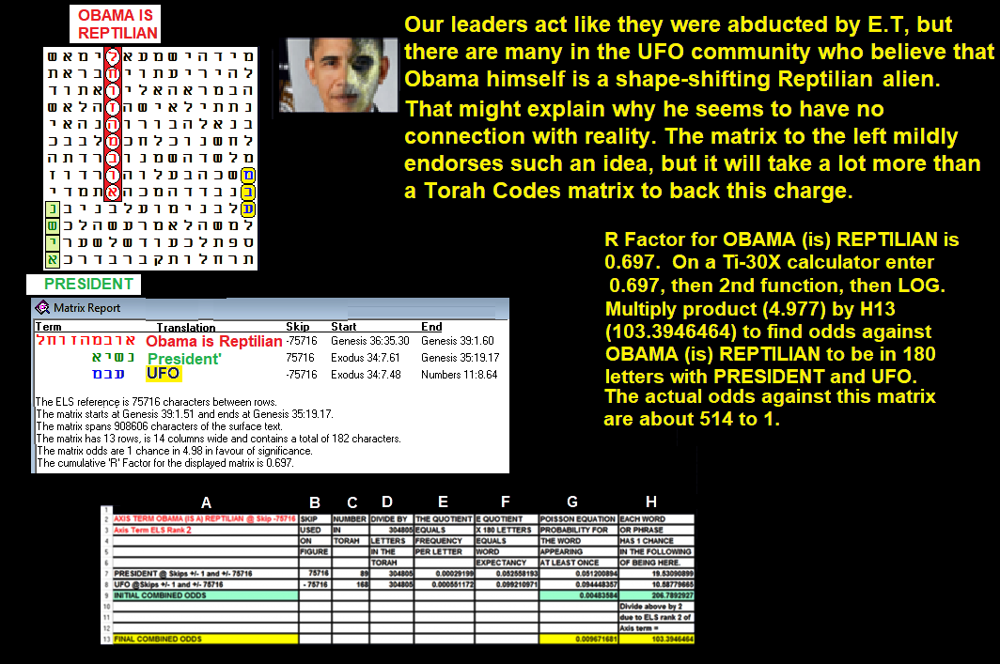 OBAMA IS
REPTILIAN
מידהישמעאלימאש
להיריעתייחבראת
הבמראהאליואתוד
נתתילאישהזהלאש
בנאלהברורהנהאי
לחשנורכלחמלבבכ
מלשדהשמנוברדתה
משכהבעלוהורדוז
בנבדדהמכהאתמדי
עלבנימועלבניבנ
למשהלאמרעשהלכש
ספתלכעודשלשערי
תרחלותקברבדרכא
PRESIDENT
Our leaders act like they were abducted by E.T, but
there are many in the UFO community who believe that
Obama himself is a shape-shifting Reptilian alien.
That might explain why he seems to have no
connection with reality. The matrix to the left mildly
endorses such an idea, but it will take a lot more than
a Torah Codes matrix to back this charge.
R Factor for OBAMA (is) REPTILIAN is
0.697. On a Ti-30X calculator enter
0.697, then 2nd function, then LOG.
Multiply product (4.977) by H13
(103.3946464) to find odds against
OBAMA (is) REPTILIAN to be in 180
letters with PRESIDENT and UFO.
The actual odds against this matrix
are about 514 to 1.
Matrix Report
Term Translation Skip Start End
אובמהזוחל Obama is Reptilian -75716 Genesis 36:35.30 Genesis 39:1.60
נשיא President' 75716 Exodus 34:7.61 Genesis 35:19.17
עבמ UFO -75716 Exodus 34:7.48 Numbers 11:8.64
The ELS reference is 75716 characters between rows.
The matrix starts at Genesis 39:1.51 and ends at Genesis 35:19.17.
The matrix spans 908606 characters of the surface text.
The matrix has 13 rows, is 14 columns wide and contains a total of 182 characters.
The matrix odds are 1 chance in 4.98 in favour of significance.
The cumulative 'R' Factor for the displayed matrix is 0.697.
A B C D E F G H
1
2 AXIS TERM OBAMA (IS A) REPTILIAN @ Skip -75716 SKIP NUMBER DIVIDE BY THE QUOTIENT E QUOTIENT POISSON EQUATION EACH WORD
3 Axis Term ELS Rank 2 USED IN 304805 EQUALS X 180 LETTERS PROBABILITY FOR OR PHRASE
4 ON TORAH LETTERS FREQUENCY EQUALS THE WORD HAS 1 CHANCE
5 FIGURE IN THE PER LETTER WORD APPEARING IN THE FOLLOWING
6 TORAH EXPECTANCY AT LEAST ONCE OF BEING HERE.
7 PRESIDENT @ Skips +/- 1 and +/- 75716 75716 89 304805 0.00029199 0.052558193 0.051200894 19.53090899
8 UFO @Skips +/- 1 and +/- 75716 - 75716 168 304805 0.000551172 0.099210971 0.094448357 10.58779665
9 INITIAL COMBINED ODDS 0.00483584 206.7892927
10 Divide above by 2
11 due to ELS rank 2 of
12 Axis term =
13 FINAL COMBINED ODDS 0.009671681 103.3946464